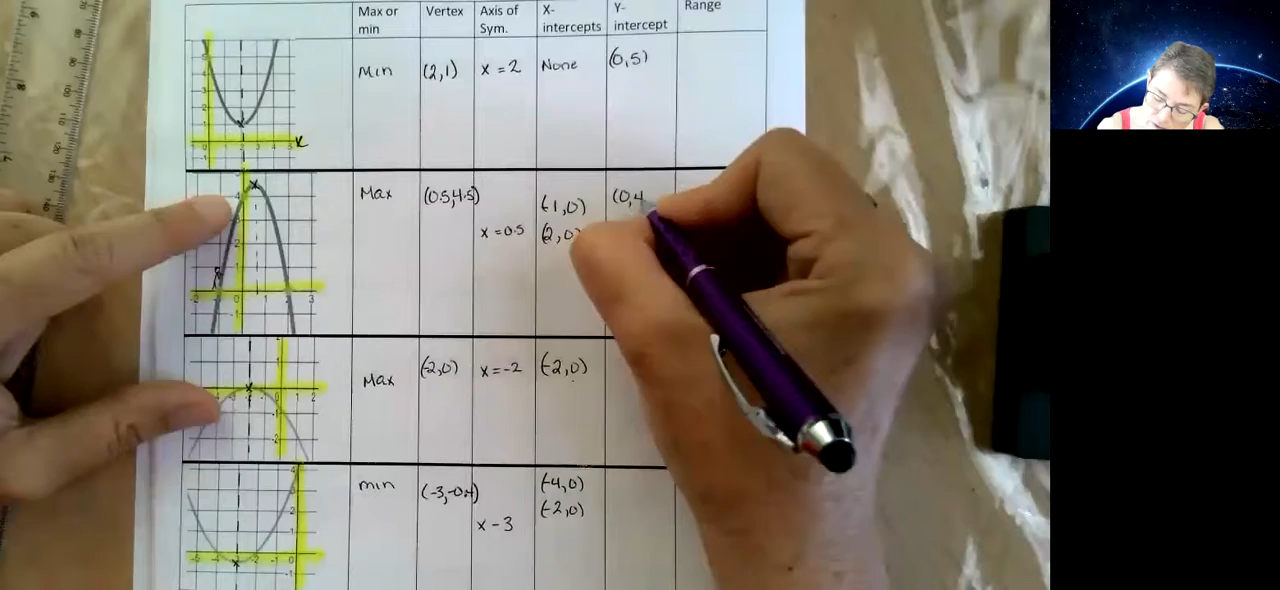 Max or Vertex Axis of X- Y- Range
min Sym. intercepts intercept
Min (2,1) x = 2 None (0,5)
Max (0.5,4.5) (-1,0) (0,4
x = 0.5 (2,0)
Max (-2,0) x = -2 (-2,0)
min (-3,-0.4) (-4,0)
x - 3 (-2,0)